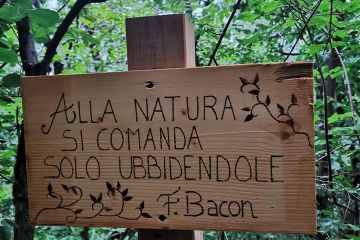 ALLA NATURA
SI COMANDA
SOLO UBBIDENDOLE
F. Bacon